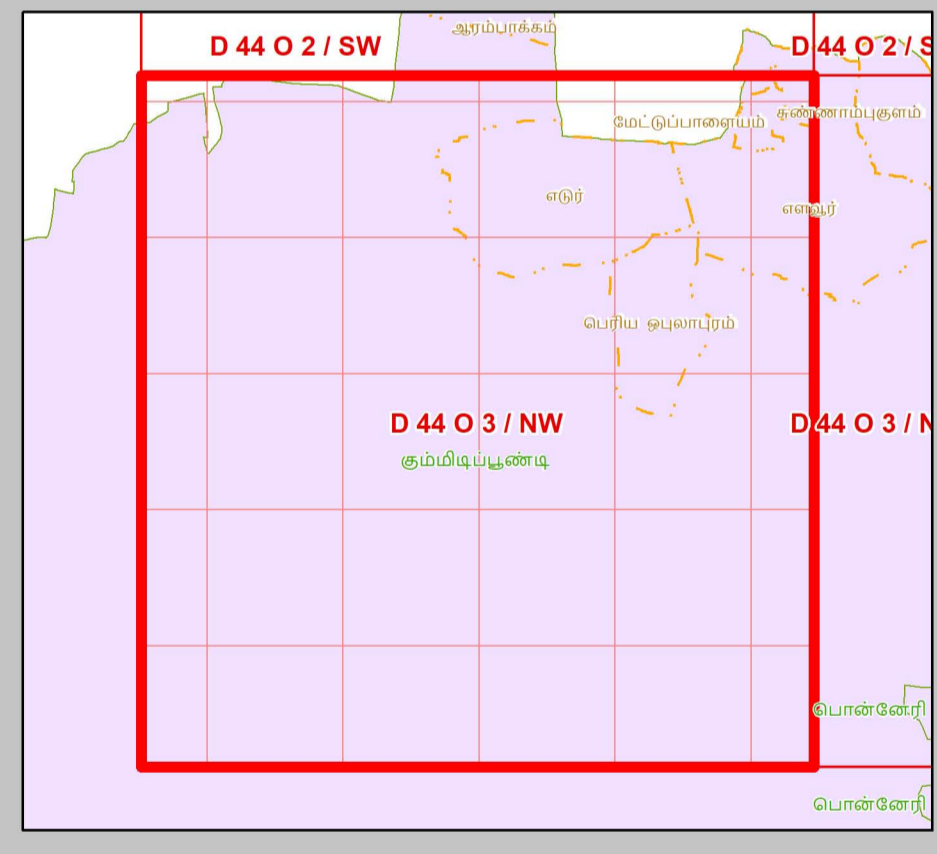 ஆரம்பாக்கம்
D 44 O 2 / SW
D 44 O 2 / S
மேட்டுப்பாளையம்
சுண்ணாம்புகுளம்
எடுர்
எளவூர்
பெரிய ஒபுலாபுரம்
D 44 O 3 / NW
D 44 O 3 / N
கும்மிடிப்பூண்டி
பொன்னேரி
பொன்னேரி